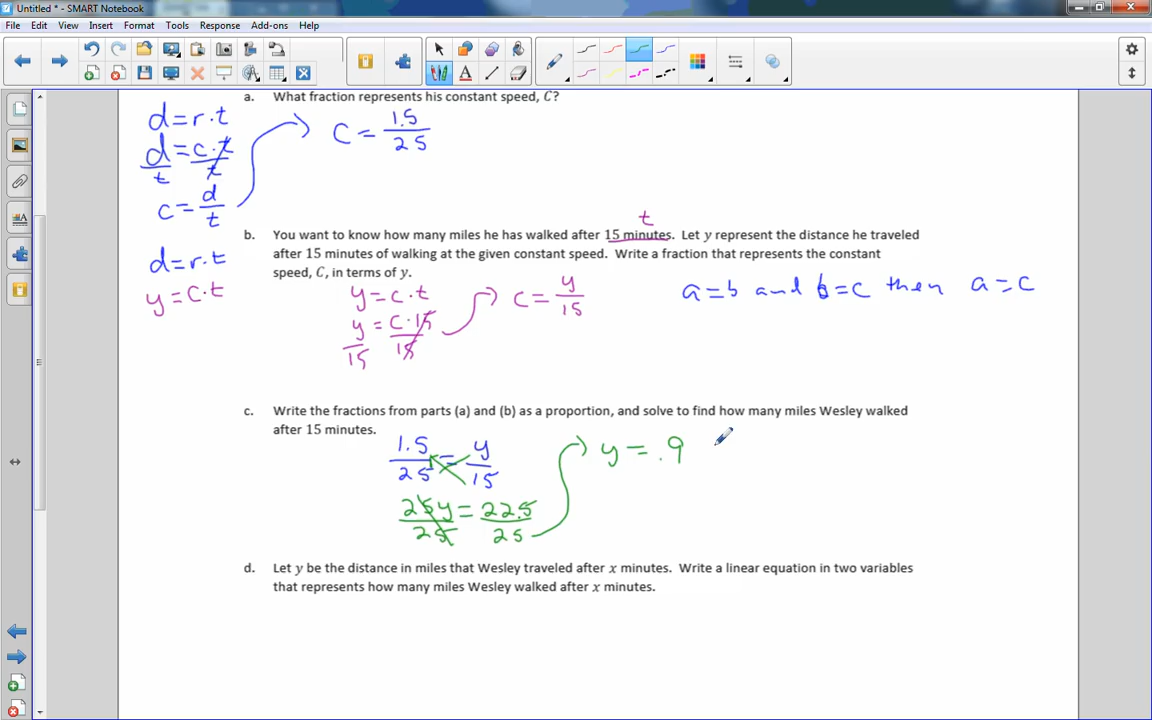 Untitled * - SMART Notebook
File Edit View Insert Format Tools Response Add-ons Help
a. What fraction represents his constant speed, C?
d = r.t
d/t = c.t/t
c = d/t
C = 1.5/25
b. You want to know how many miles he has walked after 15 minutes. Let y represent the distance he traveled
after 15 minutes of walking at the given constant speed. Write a fraction that represents the constant
speed, C, in terms of y.
t
d = r.t
y = c.t
y = c.t
y/15 = c.15/15
c = y/15
a = b and b = c then a = c
c. Write the fractions from parts (a) and (b) as a proportion, and solve to find how many miles Wesley walked
after 15 minutes.
1.5/25 = y/15
25y/25 = 22.5/25
y = .9
d. Let y be the distance in miles that Wesley traveled after x minutes. Write a linear equation in two variables
that represents how many miles Wesley walked after x minutes.